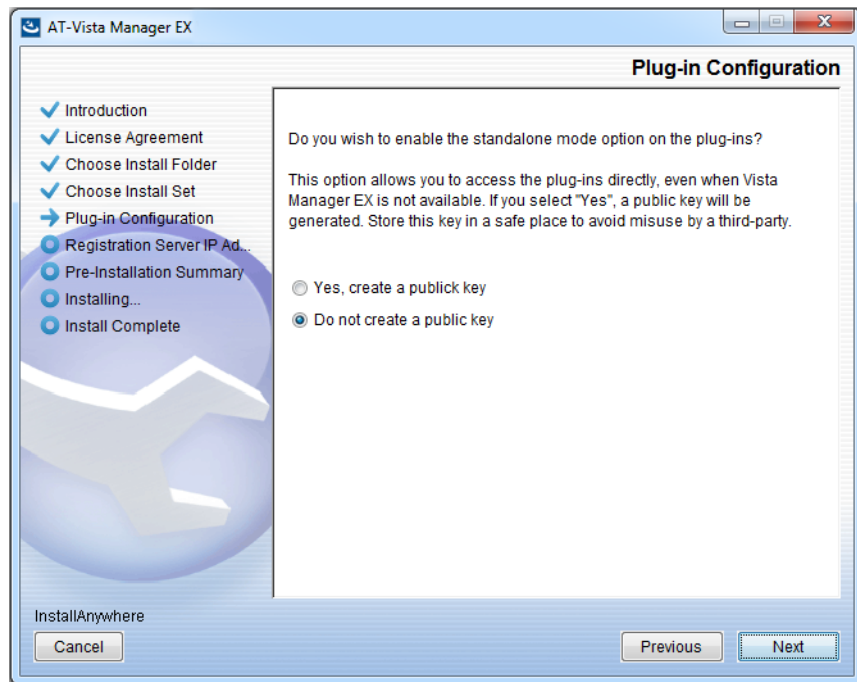 AT-Vista Manager EX
Plug-in Configuration
Introduction
License Agreement
Choose Install Folder
Choose Install Set
Plug-in Configuration
Registration Server IP Ad...
Pre-Installation Summary
Installing...
Install Complete
Do you wish to enable the standalone mode option on the plug-ins?
This option allows you to access the plug-ins directly, even when Vista
Manager EX is not available. If you select "Yes", a public key will be
generated. Store this key in a safe place to avoid misuse by a third-party.
Yes, create a publick key
Do not create a public key
InstallAnywhere
Cancel
Previous
Next